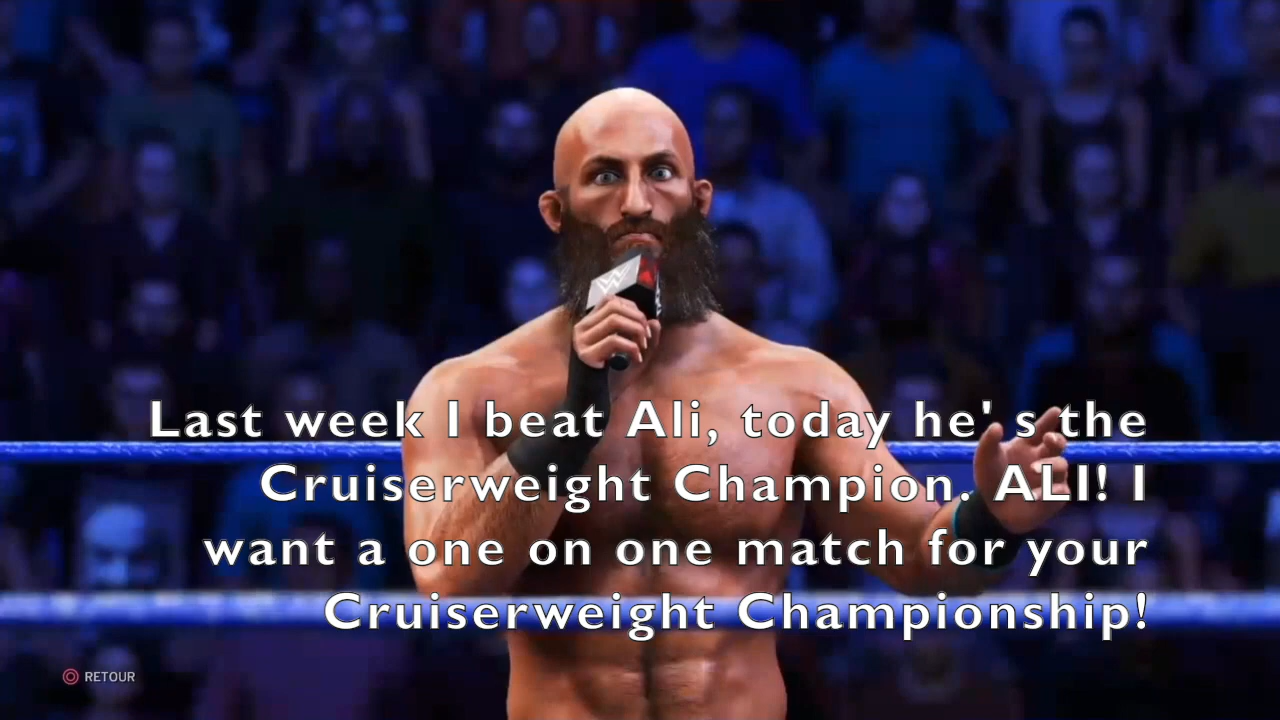 Last week I beat Ali, today he' s the
Cruiserweight Champion. ALI! I
want a one on one match for your
Cruiserweight Championship!
RETOUR